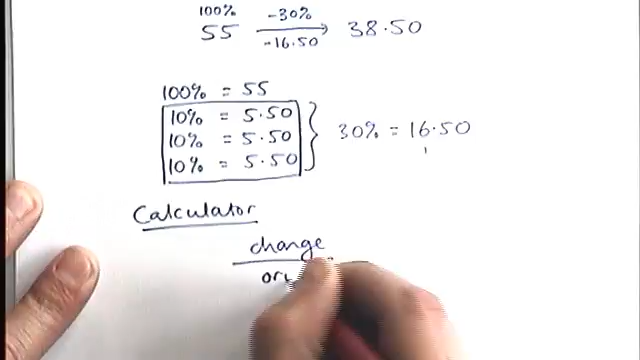 100% -30%
55 38.50
-16.50
100% = 55
10% = 5.50
10% = 5.50 30% = 16.50
10% = 5.50
Calculator
change
ori